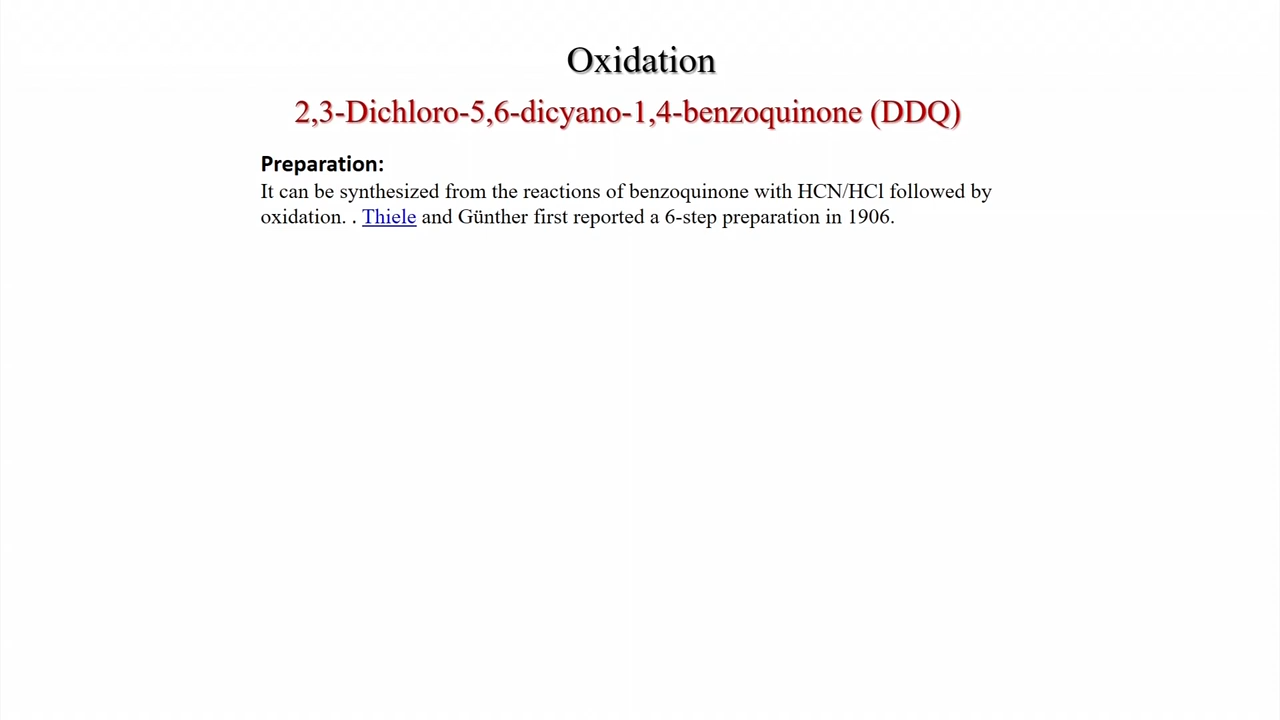 Oxidation
2,3-Dichloro-5,6-dicyano-1,4-benzoquinone (DDQ)
Preparation:
It can be synthesized from the reactions of benzoquinone with HCN/HCl followed by
oxidation. . Thiele and Günther first reported a 6-step preparation in 1906.